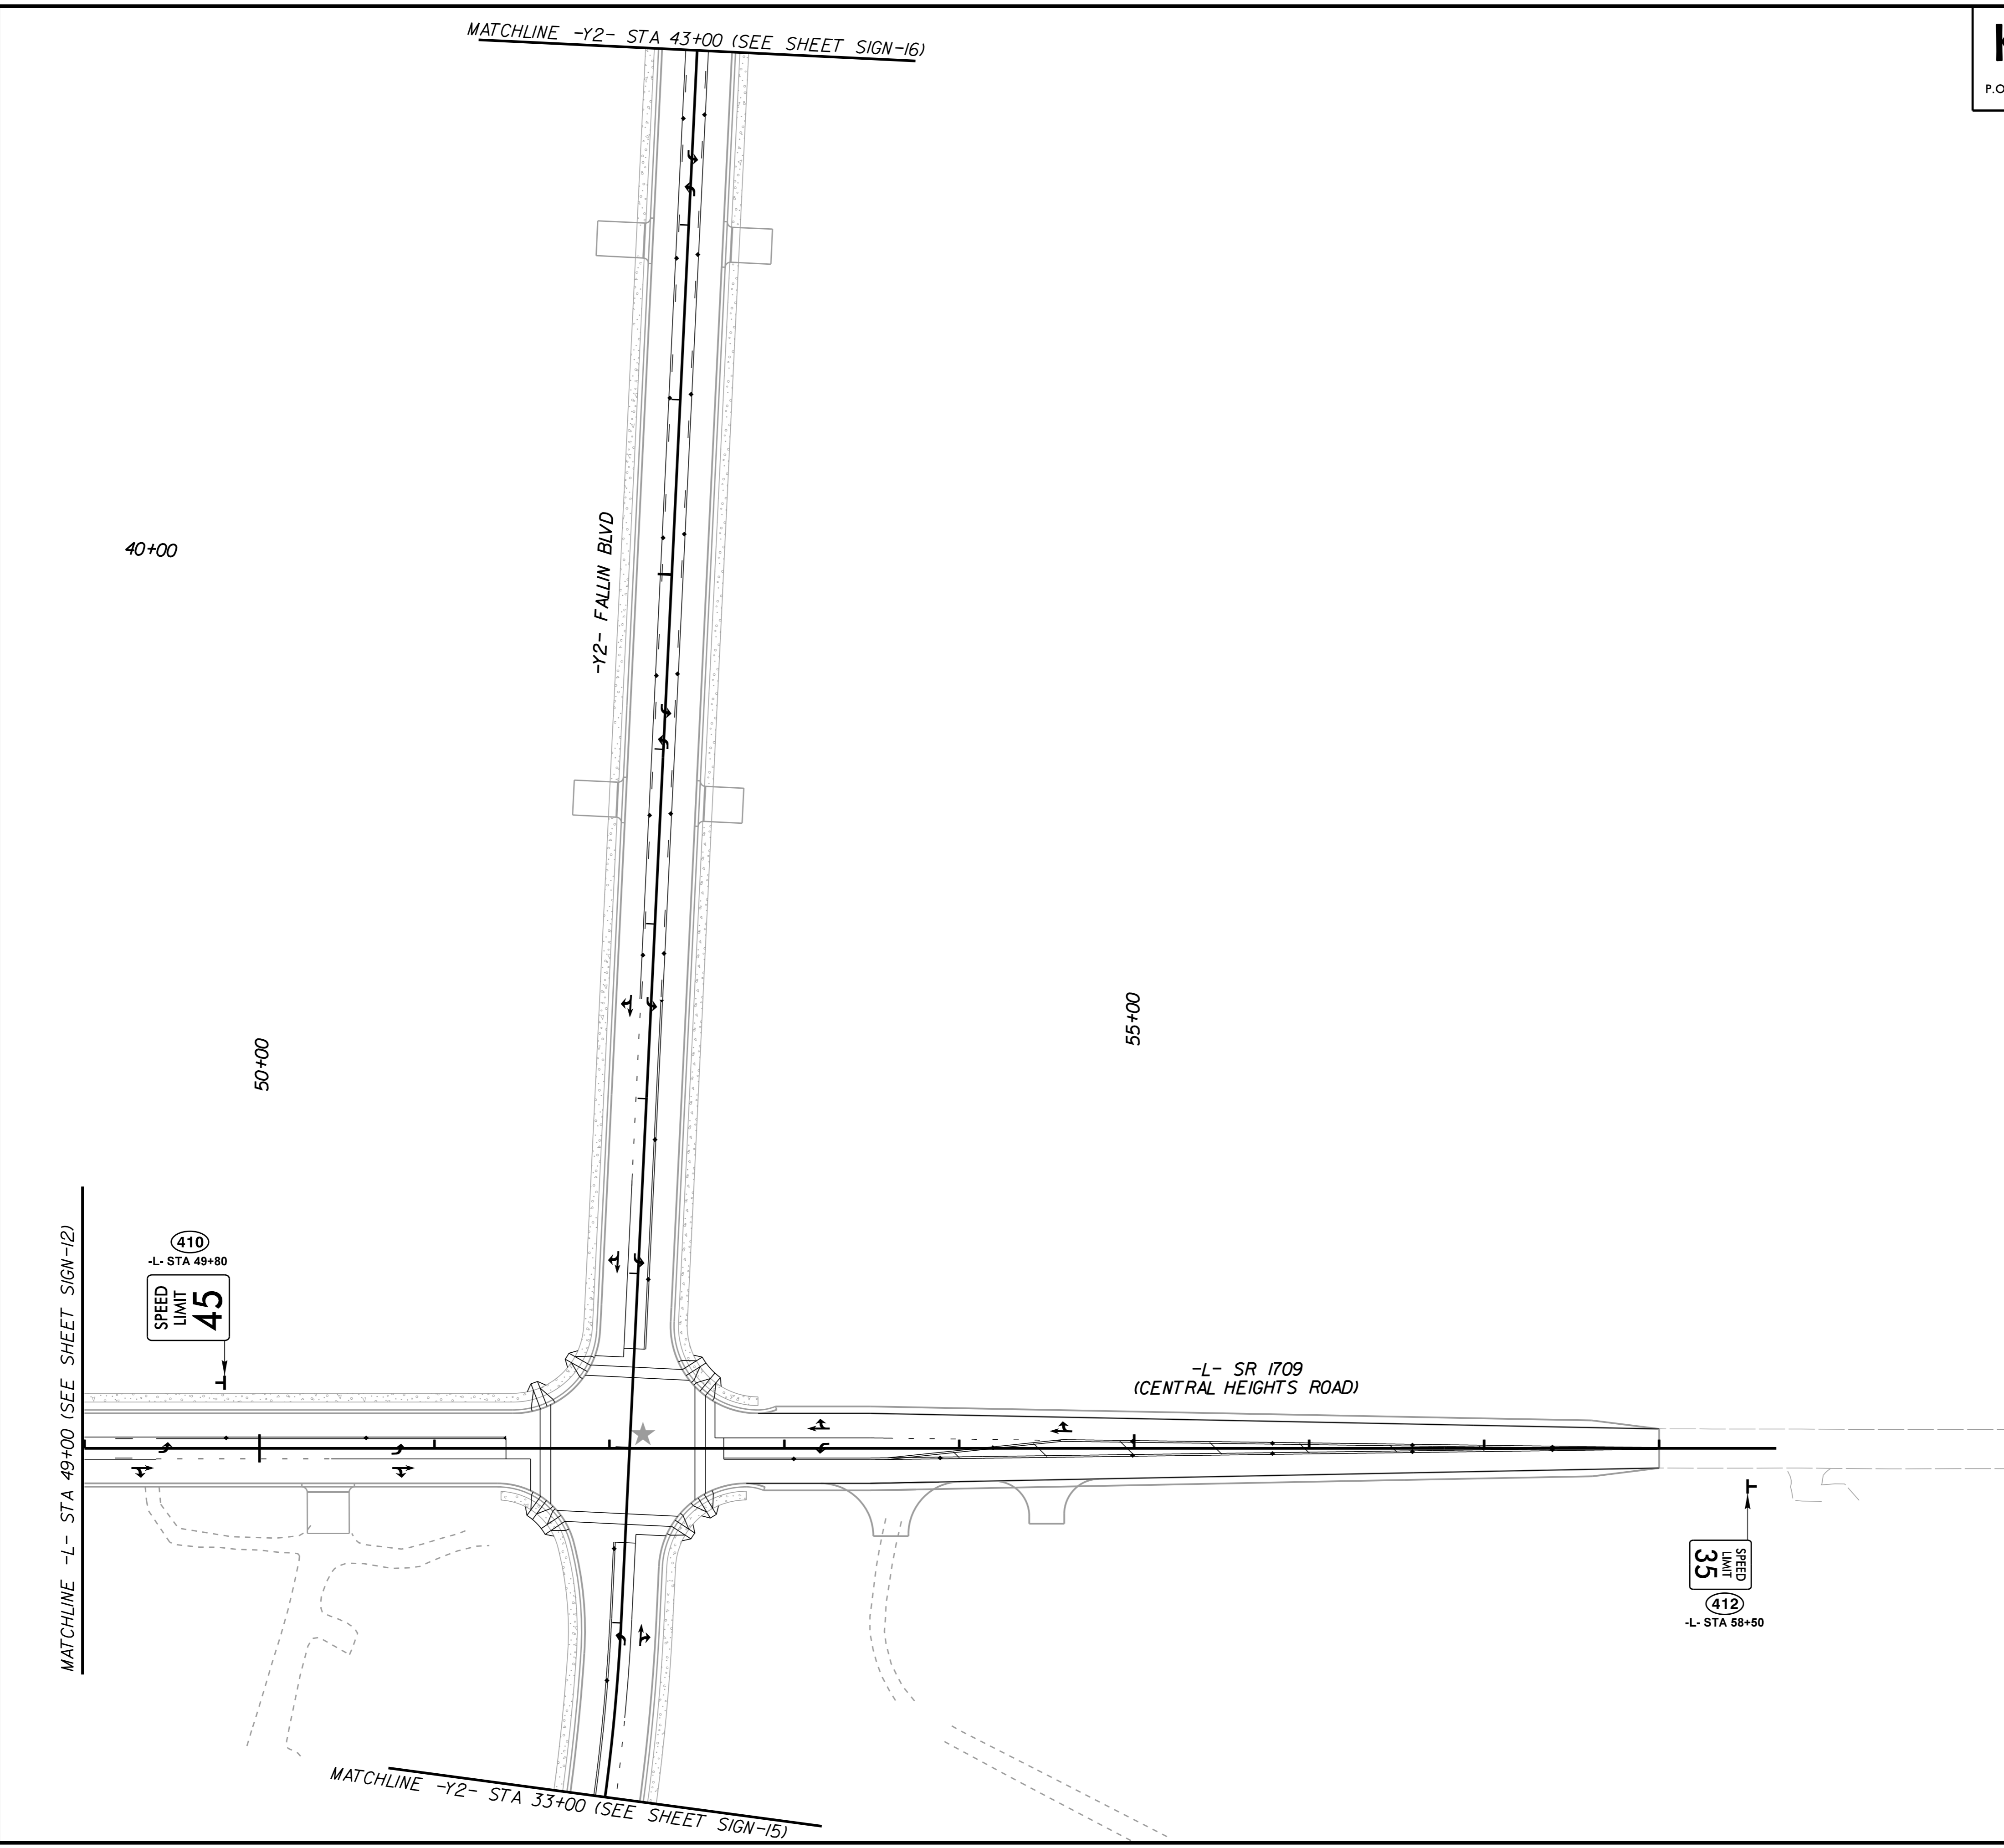 MATCHLINE -Y2- STA 43+00 (SEE SHEET SIGN-16)
P.O
-Y2- FALLIN BLVD
40+00
50+00
55+00
MATCHLINE -L- STA 49+00 (SEE SHEET SIGN-12)
410
-L- STA 49+80
SPEED
LIMIT
45
-L- SR 1709
(CENTRAL HEIGHTS ROAD)
SPEED
LIMIT
35
412
-L- STA 58+50
MATCHLINE -Y2- STA 33+00 (SEE SHEET SIGN-15)